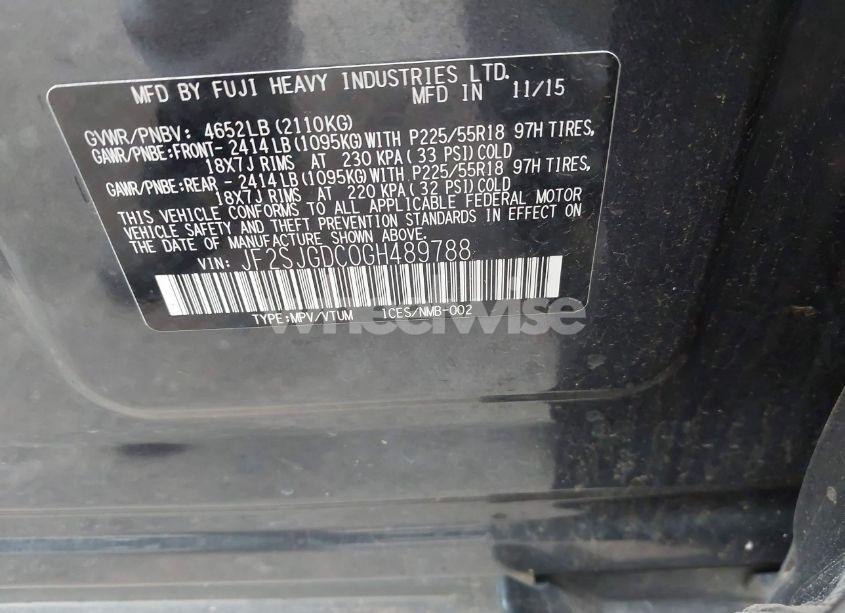 MFD BY FUJI HEAVY INDUSTRIES LTD.
MFD IN 11/15
GVWR/PNBV: 4652LB (2110KG)
GAWR/PNBE:FRONT- 2414 LB (1095KG) WITH P225/55R18 97H TIRES,
18X7J RIMS AT 230 KPA (33 PSI) COLD
GAWR/PNBE:REAR - 2414 LB (1095KG) WITH P225/55R18 97H TIRES,
18X7J RIMS AT 220 KPA (32 PSI) COLD
THIS VEHICLE CONFORMS TO ALL APPLICABLE FEDERAL MOTOR
VEHICLE SAFETY AND THEFT PREVENTION STANDARDS IN EFFECT ON
THE DATE OF MANUFACTURE SHOWN ABOVE.
VIN: JF2SJGDC0GH489788
TYPE:MPV/VTUM 1CES/NMB-002
wheelwise